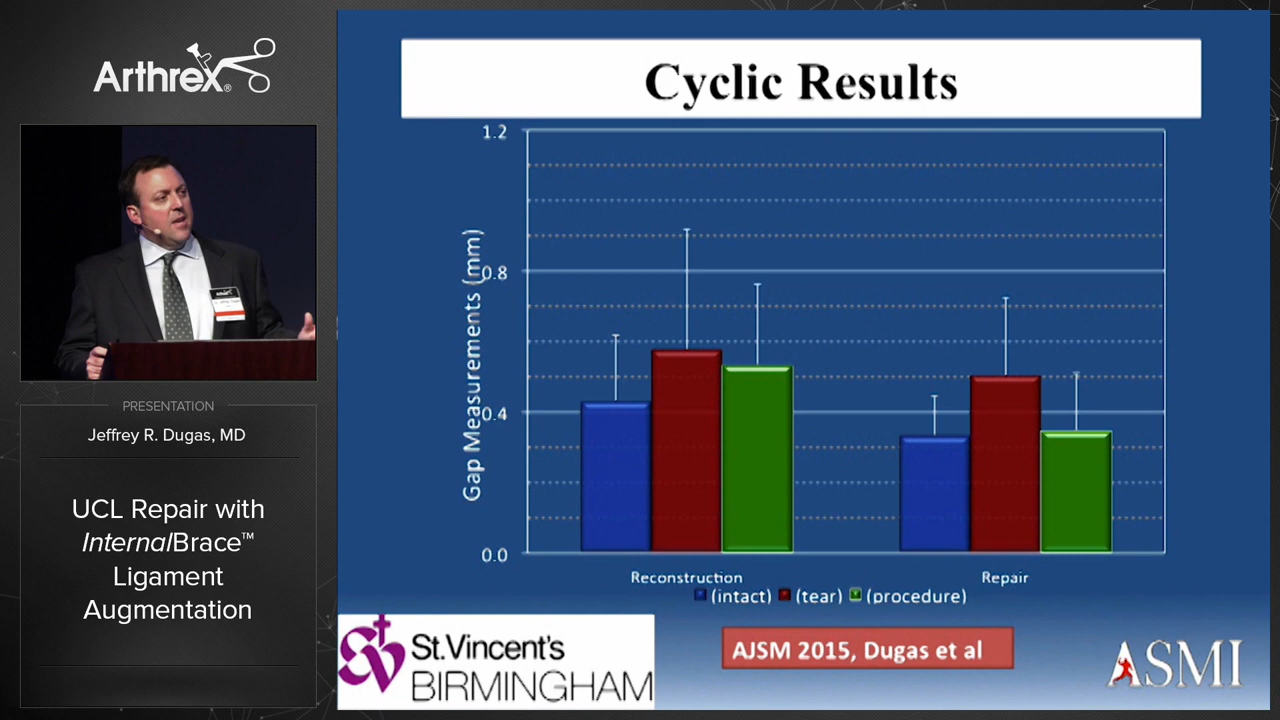 Arthrex®
PRESENTATION
Jeffrey R. Dugas, MD
UCL Repair with
InternalBrace™
Ligament
Augmentation
Cyclic Results
Gap Measurements (mm)
1.2
0.8
0.4
0.0
Reconstruction
Repair
(intact) (tear) (procedure)
St.Vincent's
BIRMINGHAM
AJSM 2015, Dugas et al
ASMI